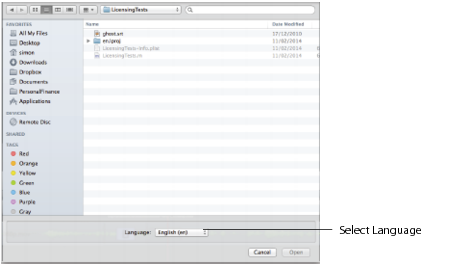 LicensingTests
FAVORITES
Name
Date Modified
All My Files
Desktop
simon
Downloads
Dropbox
Documents
PersonalFinance
Applications
ghost.srt
17/12/2010
en.lproj
11/02/2014
LicensingTests-Info.plist
11/02/2014
LicensingTests.m
11/02/2014
DEVICES
Remote Disc
SHARED
TAGS
Red
Orange
Yellow
Green
Blue
Purple
Gray
Language: English (en)
Select Language
Cancel
Open